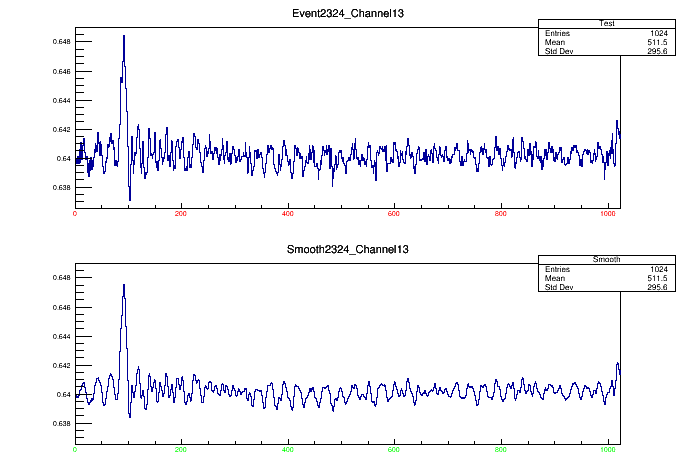 Event2324_Channel13
Test
Entries 1024
Mean 511.5
Std Dev 295.6
0.648
0.646
0.644
0.642
0.64
0.638
0 200 400 600 800 1000
Smooth2324_Channel13
Smooth
Entries 1024
Mean 511.5
Std Dev 295.6
0.648
0.646
0.644
0.642
0.64
0.638
0 200 400 600 800 1000